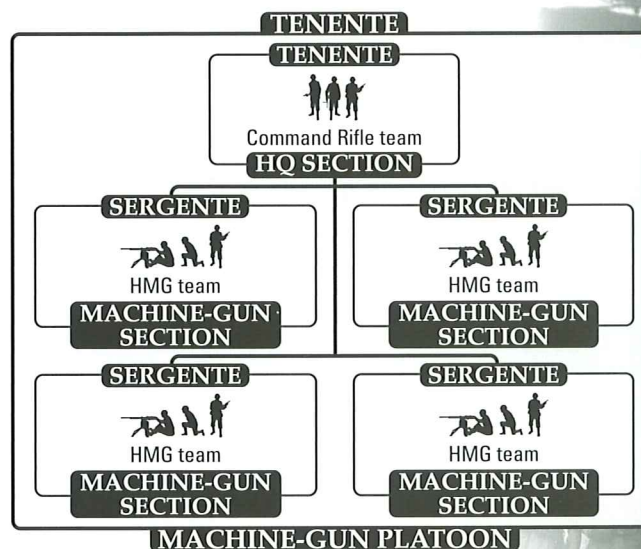 TENENTE
TENENTE
Command Rifle team
HQ SECTION
SERGENTE
HMG team
MACHINE-GUN
SECTION
SERGENTE
HMG team
MACHINE-GUN
SECTION
SERGENTE
HMG team
MACHINE-GUN
SECTION
SERGENTE
HMG team
MACHINE-GUN
SECTION
MACHINE-GUN PLATOON